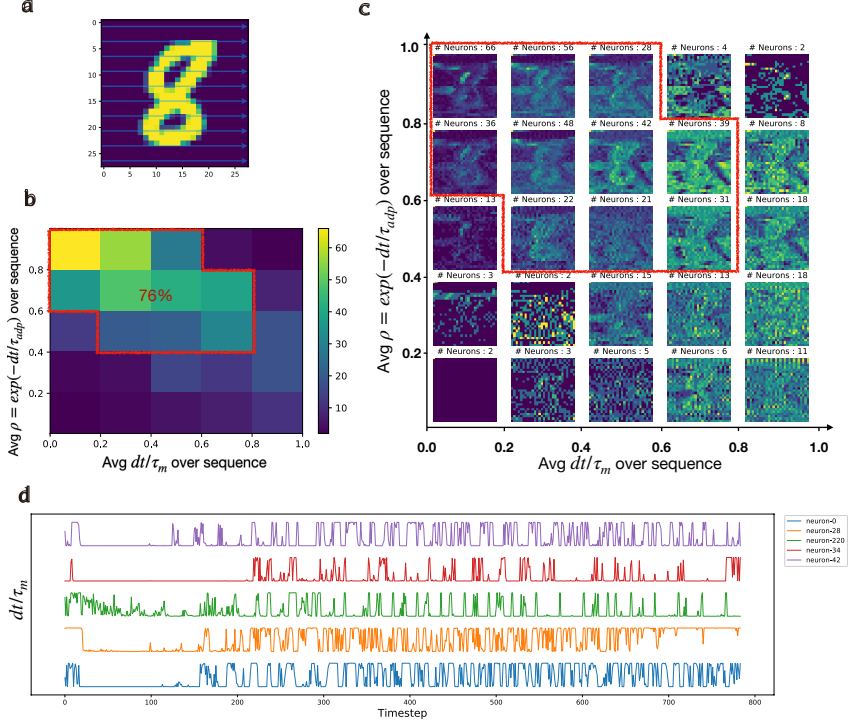 a
0
5
10
15
20
25
0 5 10 15 20 25
b
Avg ρ = exp(−dt/τadp) over sequence
0.8
0.6
0.4
0.2
76%
0.0 0.2 0.4 0.6 0.8 1.0
Avg dt/τm over sequence
60
50
40
30
20
10
c
Avg ρ = exp(−dt/τadp) over sequence
1.0
0.8
0.6
0.4
0.2
# Neurons : 66 # Neurons : 56 # Neurons : 28 # Neurons : 4 # Neurons : 2
# Neurons : 36 # Neurons : 48 # Neurons : 42 # Neurons : 39 # Neurons : 8
# Neurons : 13 # Neurons : 22 # Neurons : 21 # Neurons : 31 # Neurons : 18
# Neurons : 3 # Neurons : 2 # Neurons : 15 # Neurons : 13 # Neurons : 18
# Neurons : 2 # Neurons : 3 # Neurons : 5 # Neurons : 6 # Neurons : 11
0.0 0.2 0.4 0.6 0.8 1.0
Avg dt/τm over sequence
d
dt/τm
neuron-0
neuron-28
neuron-220
neuron-34
neuron-42
0 100 200 300 400 500 600 700 800
Timestep